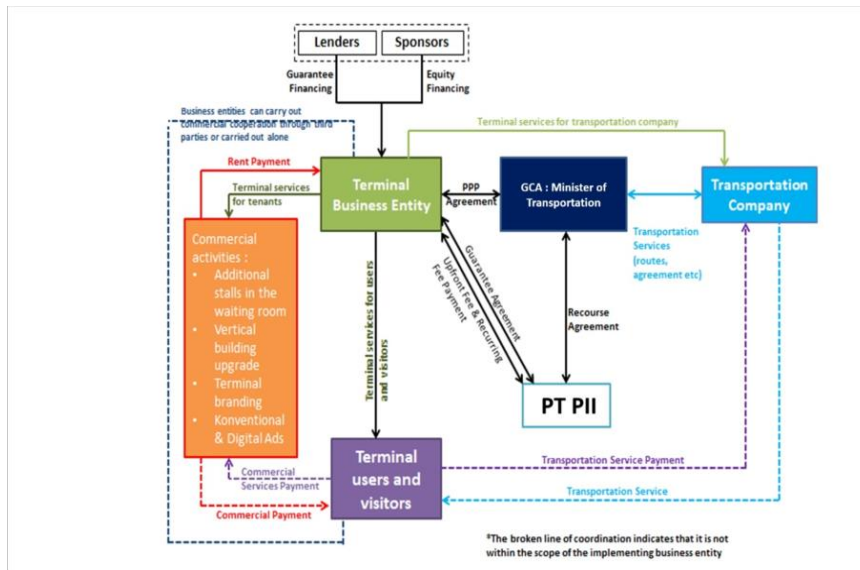 Lenders
Sponsors
Guarantee
Financing
Equity
Financing
Business entities can carry out
commercial cooperation through third
parties or carried out alone
Terminal services for transportation company
Rent Payment
Terminal services
for tenants
Terminal
Business Entity
PPP
Agreement
GCA : Minister of
Transportation
Transportation
Company
Transportation
Services
(routes,
agreement etc)
Commercial
activities :
• Additional
stalls in the
waiting room
• Vertical
building
upgrade
• Terminal
branding
• Konventional
& Digital Ads
Terminal services for users
and visitors
Guarantee Agreement
Upfront Fee & Recurring
Fee Payment
Recourse
Agreement
PT PII
Terminal
users and
visitors
Commercial
Services Payment
Commercial Payment
Transportation Service Payment
Transportation Service
*The broken line of coordination indicates that it is not
within the scope of the implementing business entity